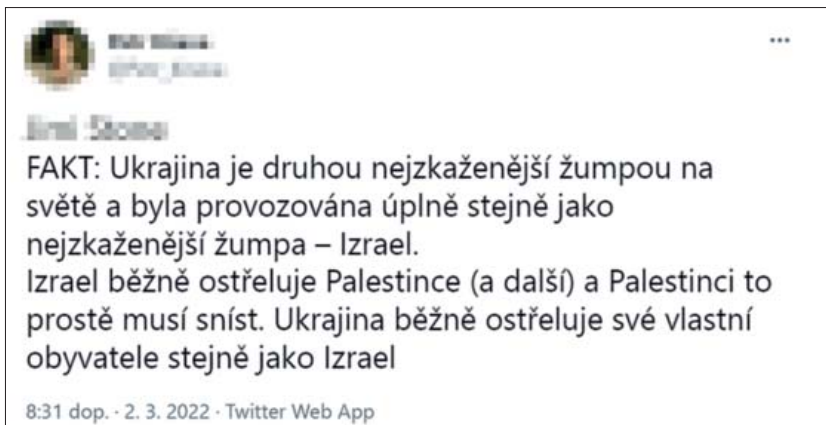 ...
FAKT: Ukrajina je druhou nejzkaženější žumpou na
světě a byla provozována úplně stejně jako
nejzkaženější žumpa – Izrael.
Izrael běžně ostřeluje Palestince (a další) a Palestinci to
prostě musí sníst. Ukrajina běžně ostřeluje své vlastní
obyvatele stejně jako Izrael
8:31 dop. · 2. 3. 2022 · Twitter Web App